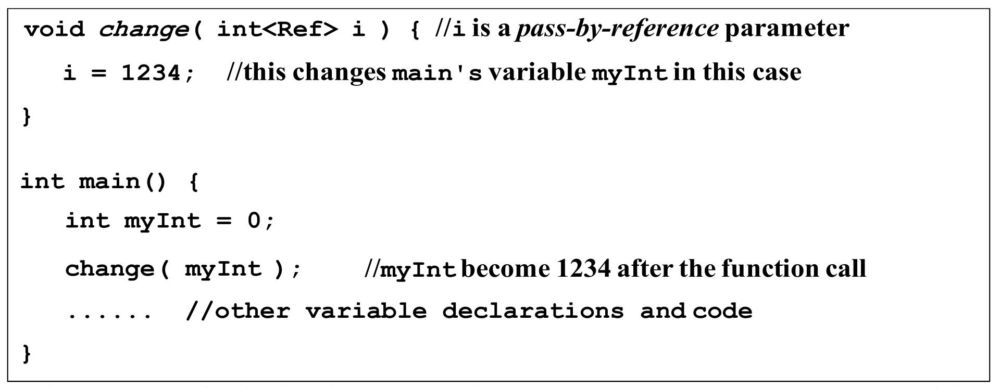 void change( int<Ref> i ) { //i is a pass-by-reference parameter
i = 1234; //this changes main's variable myInt in this case
}
int main() {
int myInt = 0;
change( myInt ); //myInt become 1234 after the function call
...... //other variable declarations and code
}